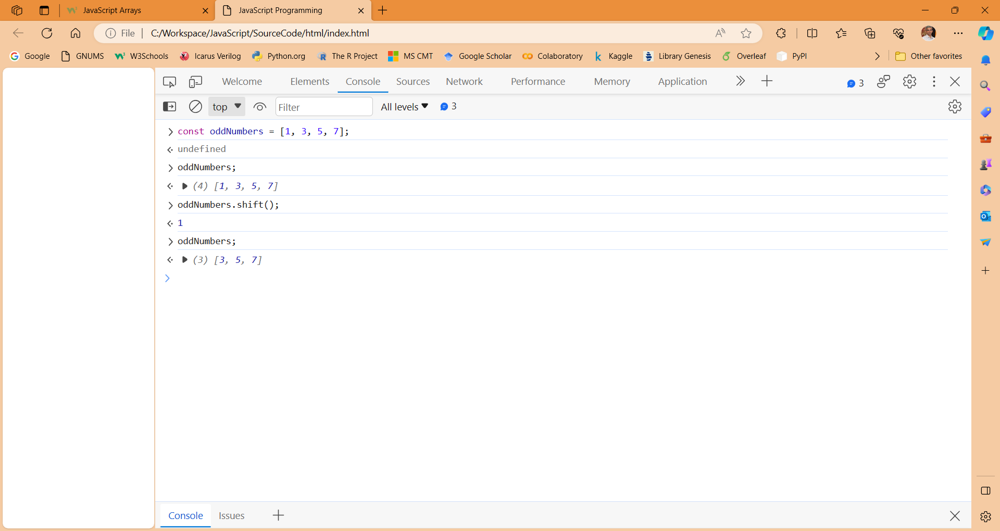 JavaScript Arrays
JavaScript Programming
File
C:/Workspace/JavaScript/SourceCode/html/index.html
Google
GNUMS
W3Schools
Icarus Verilog
Python.org
The R Project
MS CMT
Google Scholar
Colaboratory
Kaggle
Library Genesis
Overleaf
PyPI
Other favorites
Welcome
Elements
Console
Sources
Network
Performance
Memory
Application
3
top
Filter
All levels
3
const oddNumbers = [1, 3, 5, 7];
undefined
oddNumbers;
(4) [1, 3, 5, 7]
oddNumbers.shift();
1
oddNumbers;
(3) [3, 5, 7]
Console
Issues